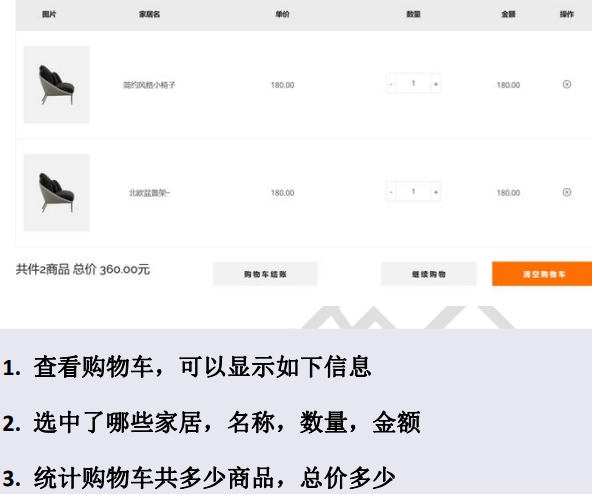 图片 家居名 单价 数量 金额 操作
简约风格小椅子 180.00 - 1 + 180.00
北欧盆置架~ 180.00 - 1 + 180.00
共件2商品 总价 360.00元 购物车结账 继续购物 清空购物车
1. 查看购物车，可以显示如下信息
2. 选中了哪些家居，名称，数量，金额
3. 统计购物车共多少商品，总价多少